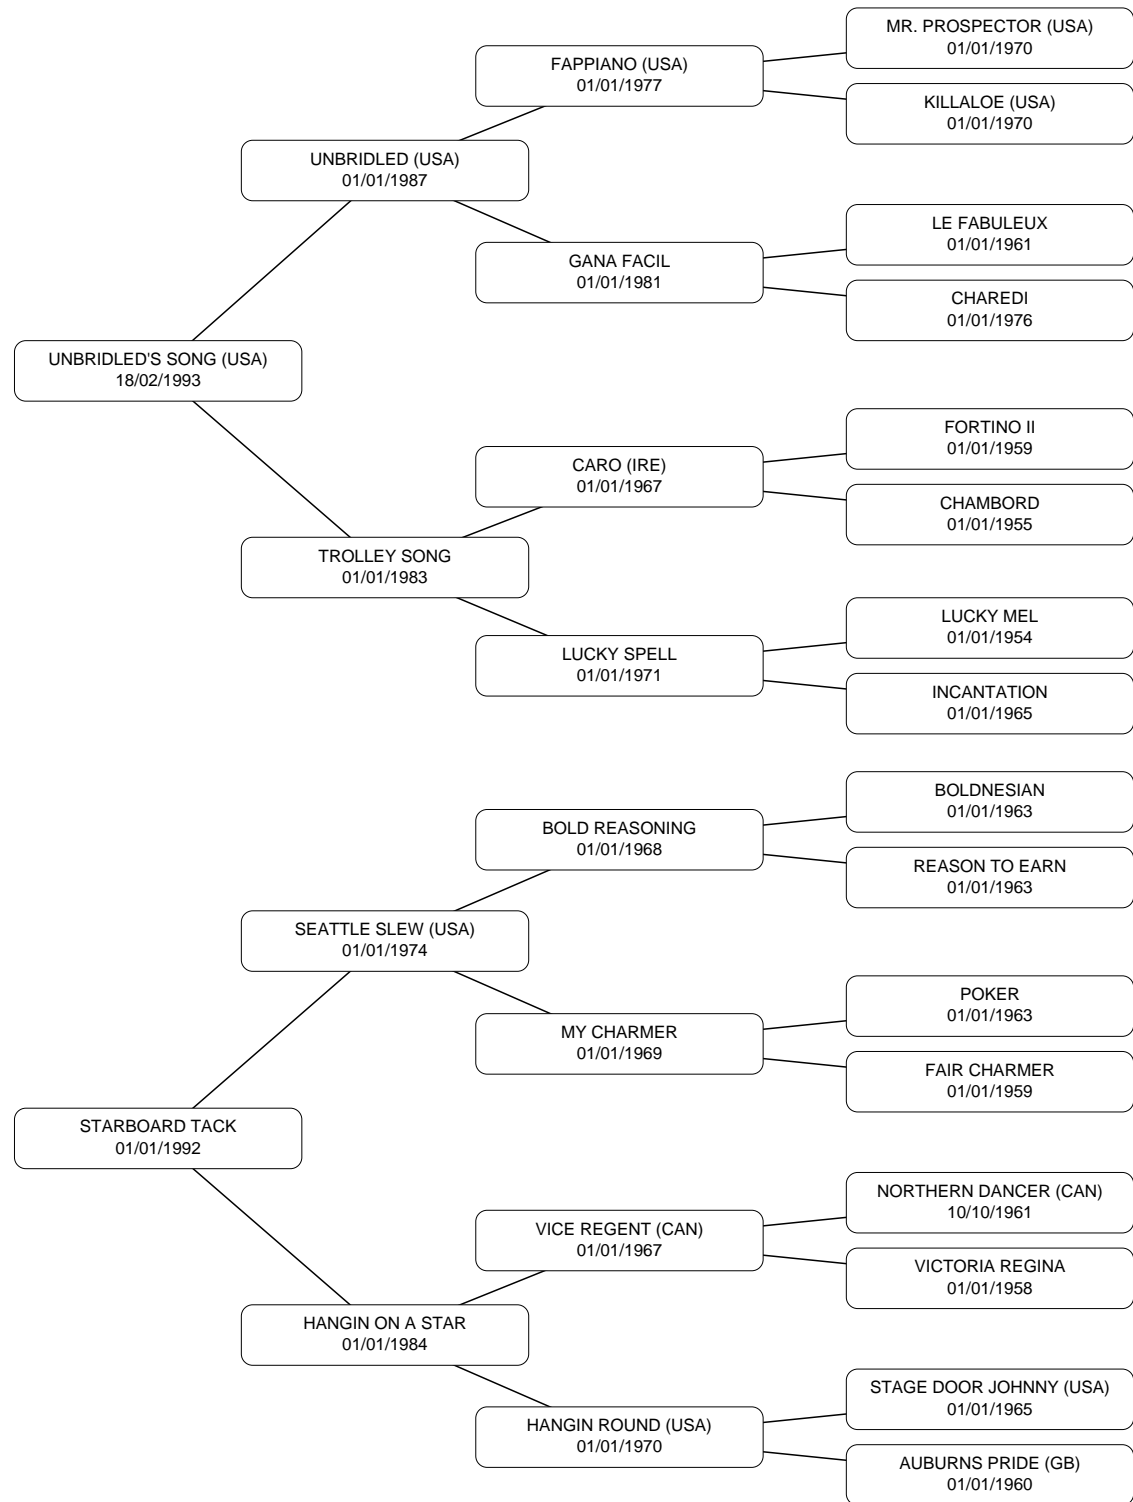 MR. PROSPECTOR (USA)
01/01/1970
FAPPIANO (USA)
01/01/1977
KILLALOE (USA)
01/01/1970
UNBRIDLED (USA)
01/01/1987
LE FABULEUX
01/01/1961
GANA FACIL
01/01/1981
CHAREDI
01/01/1976
UNBRIDLED'S SONG (USA)
18/02/1993
FORTINO II
01/01/1959
CARO (IRE)
01/01/1967
CHAMBORD
01/01/1955
TROLLEY SONG
01/01/1983
LUCKY MEL
01/01/1954
LUCKY SPELL
01/01/1971
INCANTATION
01/01/1965
BOLDNESIAN
01/01/1963
BOLD REASONING
01/01/1968
REASON TO EARN
01/01/1963
SEATTLE SLEW (USA)
01/01/1974
POKER
01/01/1963
MY CHARMER
01/01/1969
FAIR CHARMER
01/01/1959
STARBOARD TACK
01/01/1992
NORTHERN DANCER (CAN)
10/10/1961
VICE REGENT (CAN)
01/01/1967
VICTORIA REGINA
01/01/1958
HANGIN ON A STAR
01/01/1984
STAGE DOOR JOHNNY (USA)
01/01/1965
HANGIN ROUND (USA)
01/01/1970
AUBURNS PRIDE (GB)
01/01/1960